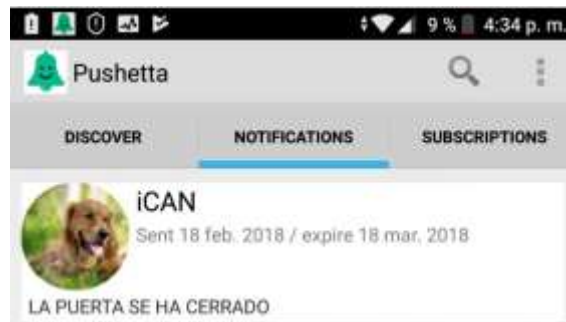 9 % 4:34 p. m.
Pushetta
DISCOVER NOTIFICATIONS SUBSCRIPTIONS
iCAN
Sent 18 feb. 2018 / expire 18 mar. 2018
LA PUERTA SE HA CERRADO